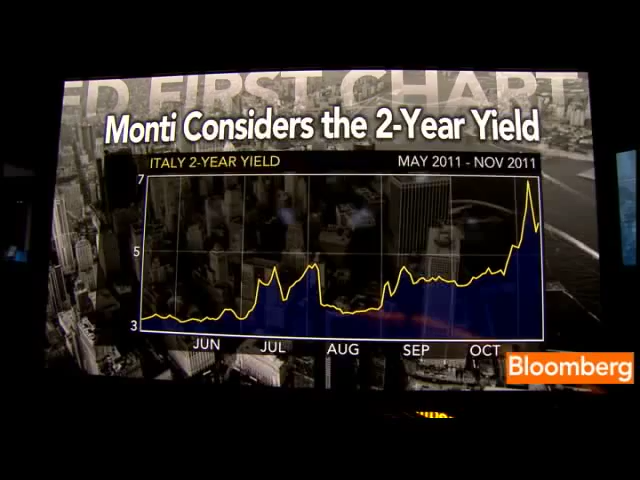 ED FIRST CHART
Monti Considers the 2-Year Yield
ITALY 2-YEAR YIELD MAY 2011 - NOV 2011
7
5
3
JUN JUL AUG SEP OCT
Bloomberg